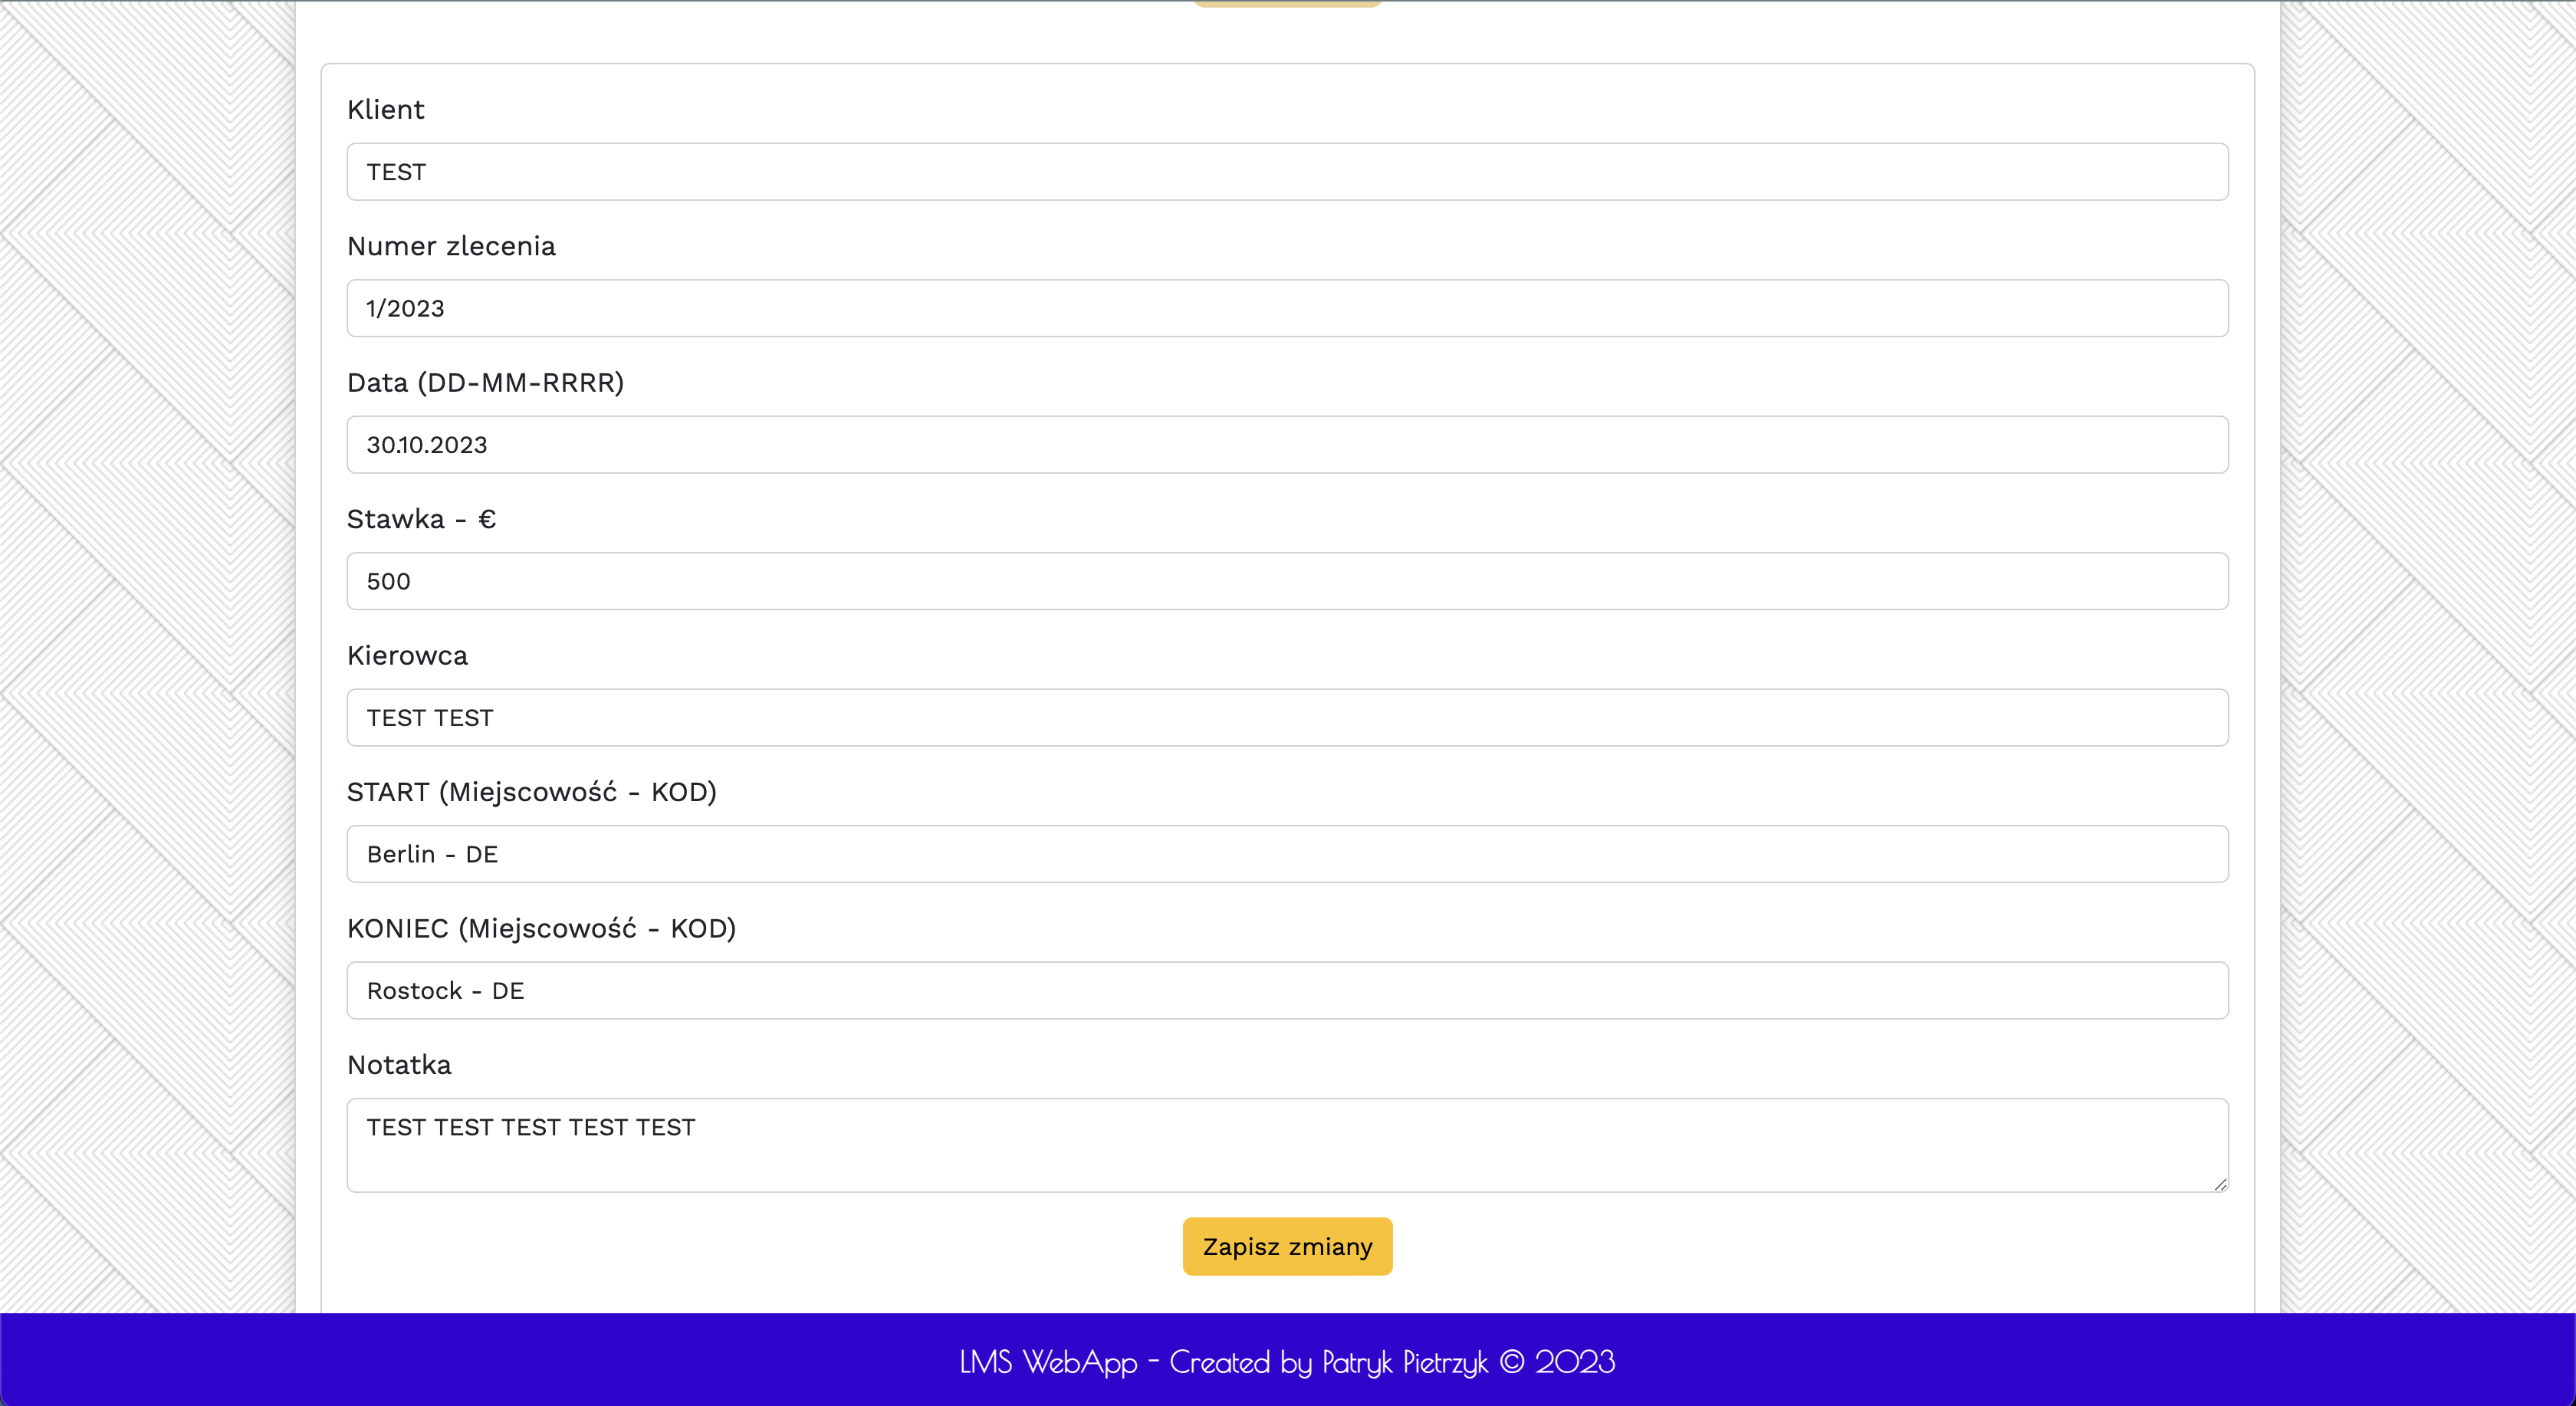 Klient
TEST
Numer zlecenia
1/2023
Data (DD-MM-RRRR)
30.10.2023
Stawka - €
500
Kierowca
TEST TEST
START (Miejscowość - KOD)
Berlin - DE
KONIEC (Miejscowość - KOD)
Rostock - DE
Notatka
TEST TEST TEST TEST TEST
Zapisz zmiany
LMS WebApp - Created by Patryk Pietrzyk © 2023